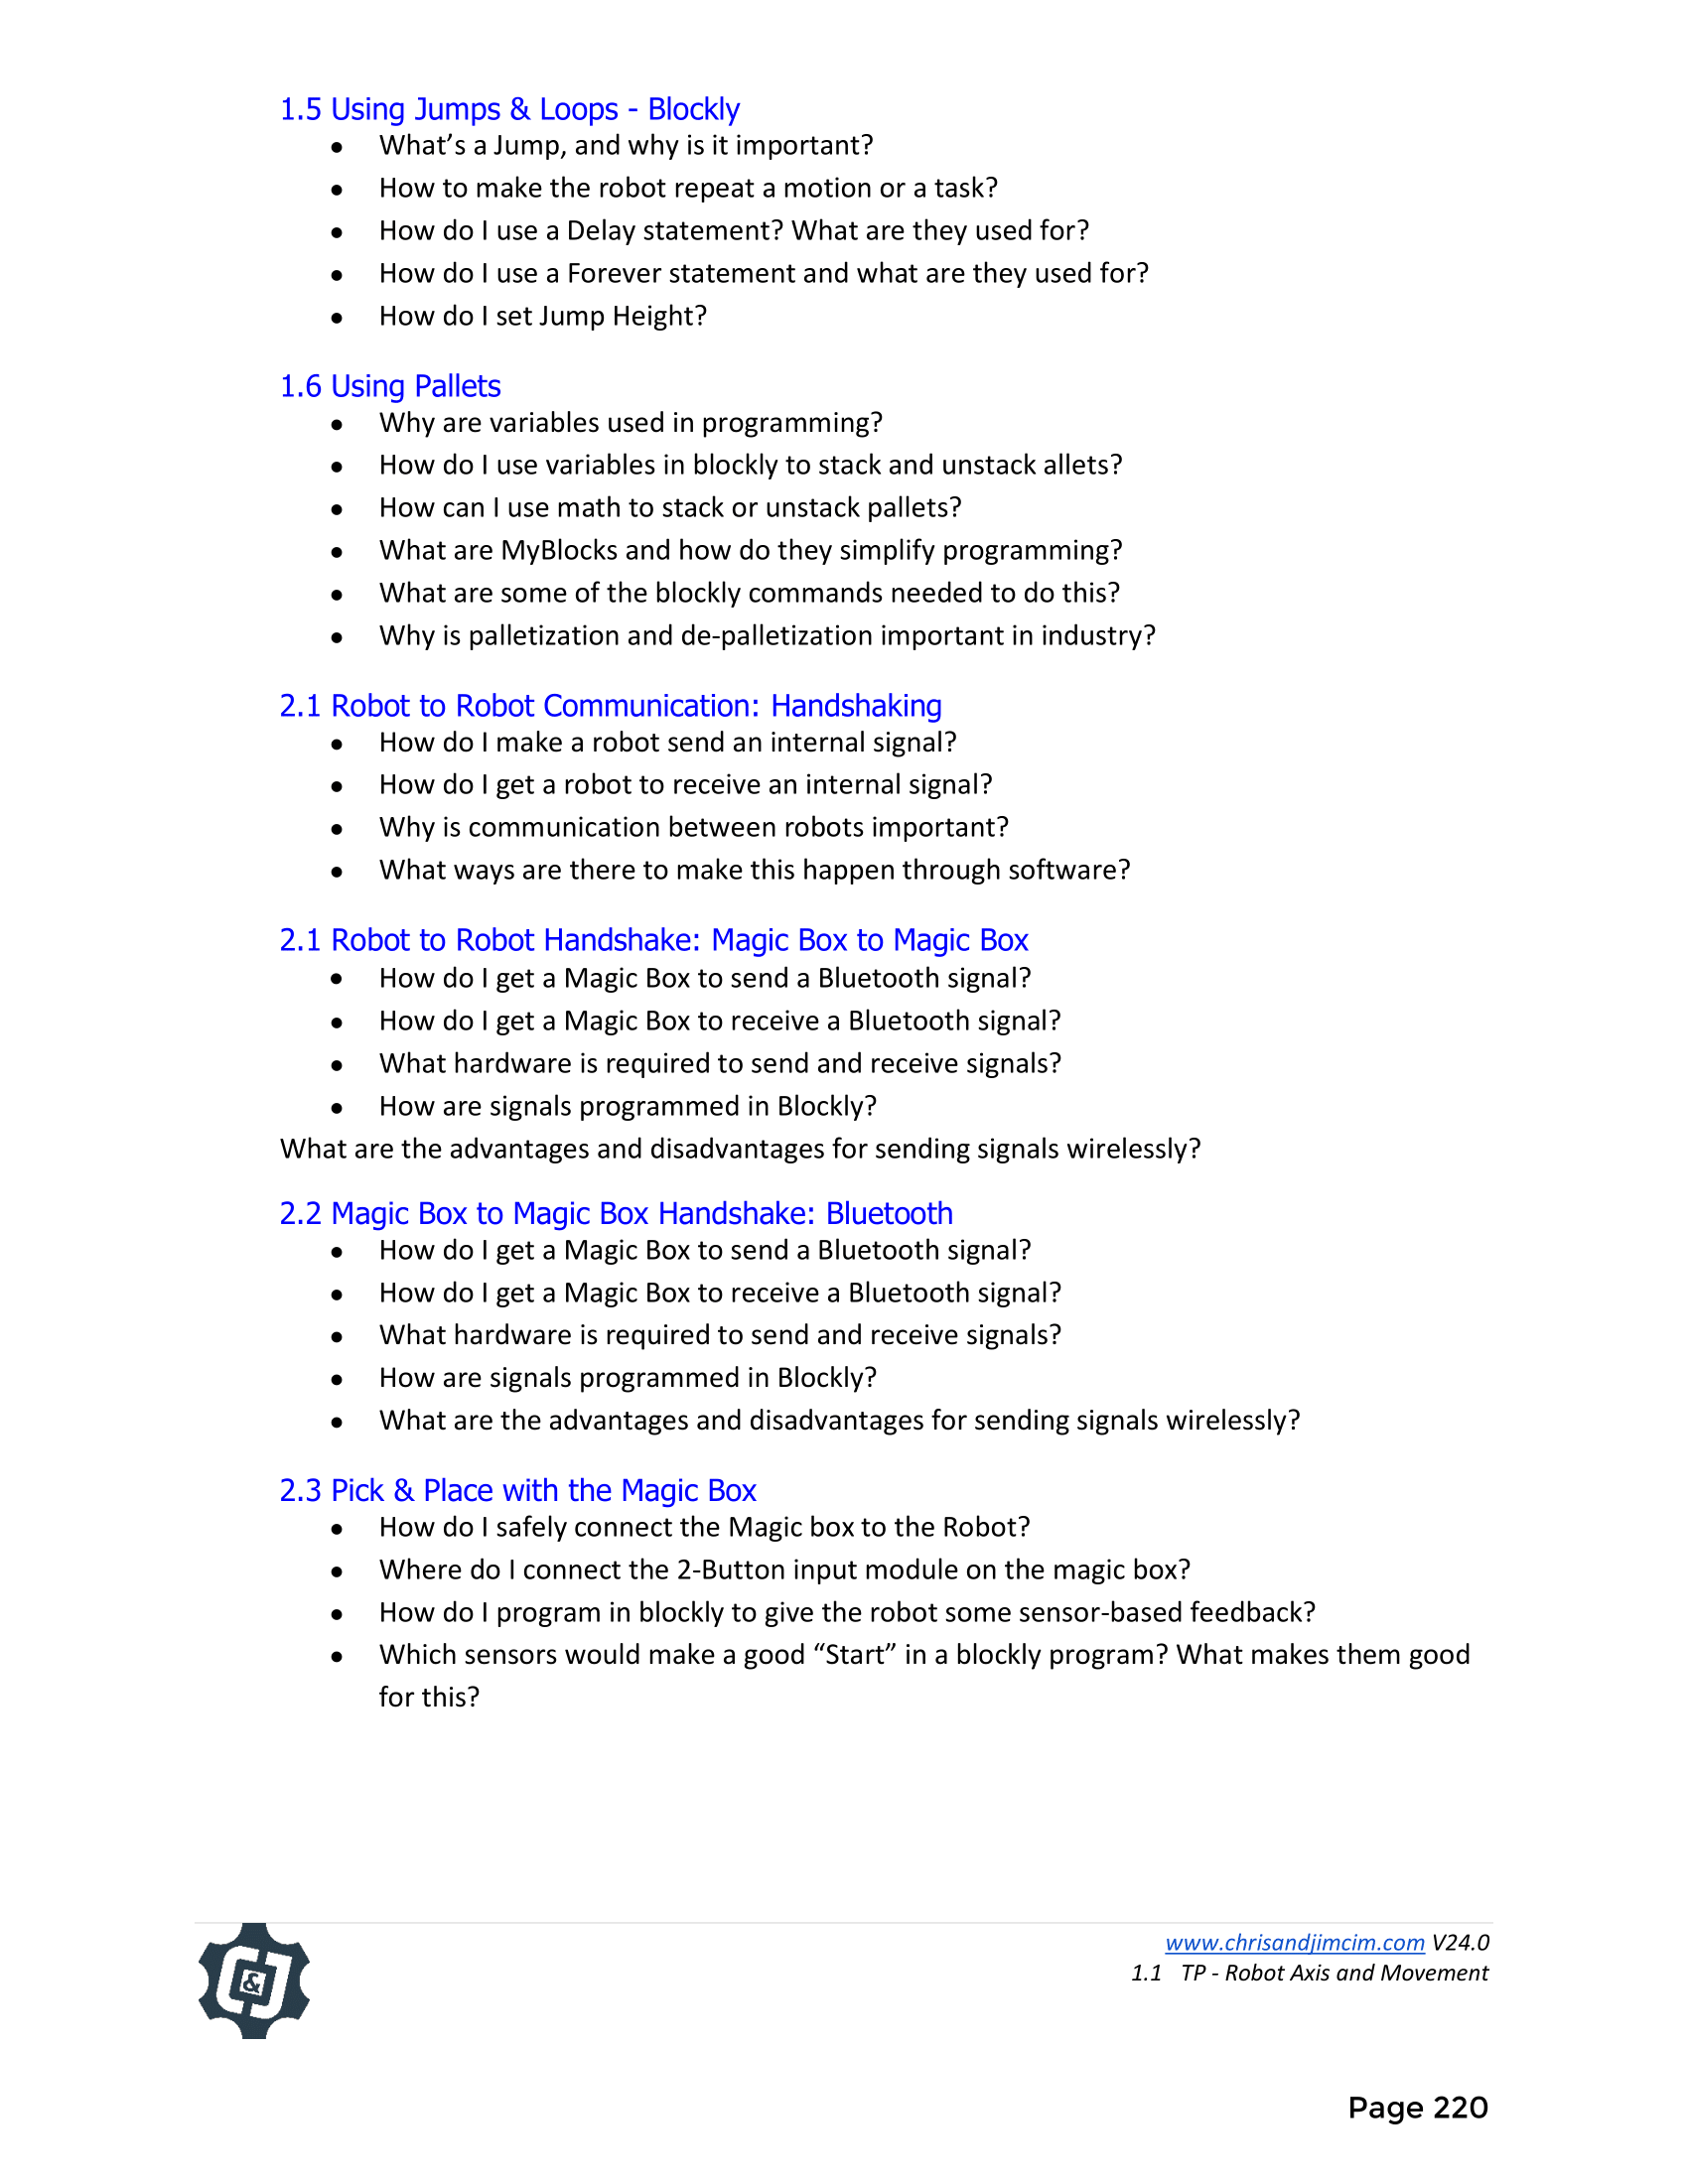 1.5 Using Jumps & Loops - Blockly
● What’s a Jump, and why is it important?
● How to make the robot repeat a motion or a task?
● How do I use a Delay statement? What are they used for?
● How do I use a Forever statement and what are they used for?
● How do I set Jump Height?
1.6 Using Pallets
● Why are variables used in programming?
● How do I use variables in blockly to stack and unstack allets?
● How can I use math to stack or unstack pallets?
● What are MyBlocks and how do they simplify programming?
● What are some of the blockly commands needed to do this?
● Why is palletization and de-palletization important in industry?
2.1 Robot to Robot Communication: Handshaking
● How do I make a robot send an internal signal?
● How do I get a robot to receive an internal signal?
● Why is communication between robots important?
● What ways are there to make this happen through software?
2.1 Robot to Robot Handshake: Magic Box to Magic Box
● How do I get a Magic Box to send a Bluetooth signal?
● How do I get a Magic Box to receive a Bluetooth signal?
● What hardware is required to send and receive signals?
● How are signals programmed in Blockly?
What are the advantages and disadvantages for sending signals wirelessly?
2.2 Magic Box to Magic Box Handshake: Bluetooth
● How do I get a Magic Box to send a Bluetooth signal?
● How do I get a Magic Box to receive a Bluetooth signal?
● What hardware is required to send and receive signals?
● How are signals programmed in Blockly?
● What are the advantages and disadvantages for sending signals wirelessly?
2.3 Pick & Place with the Magic Box
● How do I safely connect the Magic box to the Robot?
● Where do I connect the 2-Button input module on the magic box?
● How do I program in blockly to give the robot some sensor-based feedback?
● Which sensors would make a good “Start” in a blockly program? What makes them good
for this?
www.chrisandjimcim.com V24.0
1.1 TP - Robot Axis and Movement
C&J
Page 220